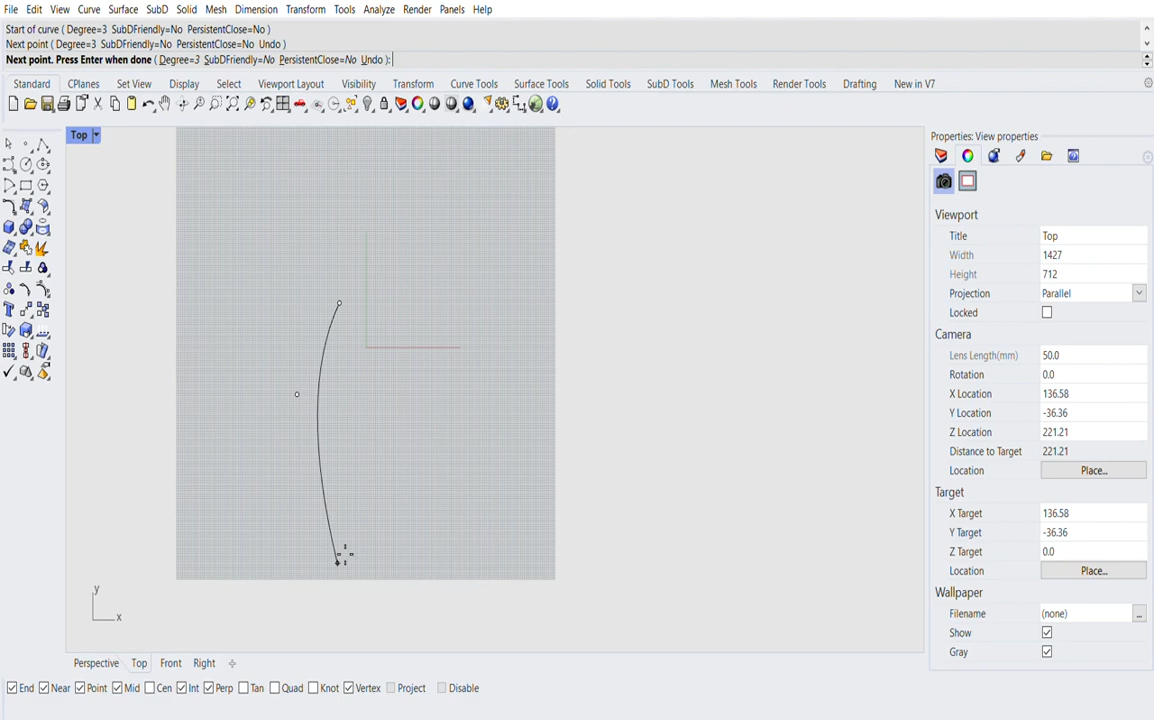 File Edit View Curve Surface SubD Solid Mesh Dimension Transform Tools Analyze Render Panels Help
Start of curve ( Degree=3 SubDFriendly=No PersistentClose=No )
Next point ( Degree=3 SubDFriendly=No PersistentClose=No Undo )
Next point. Press Enter when done ( Degree=3 SubDFriendly=No PersistentClose=No Undo ):
Standard CPlanes Set View Display Select Viewport Layout Visibility Transform Curve Tools Surface Tools Solid Tools SubD Tools Mesh Tools Render Tools Drafting New in V7
Top
Properties: View properties
Viewport
Title Top
Width 1427
Height 712
Projection Parallel
Locked
Camera
Lens Length(mm) 50.0
Rotation 0.0
X Location 136.58
Y Location -36.36
Z Location 221.21
Distance to Target 221.21
Location Place...
Target
X Target 136.58
Y Target -36.36
Z Target 0.0
Location Place...
Wallpaper
Filename (none) ...
Show
Gray
y
x
Perspective Top Front Right
End Near Point Mid Cen Int Perp Tan Quad Knot Vertex Project Disable